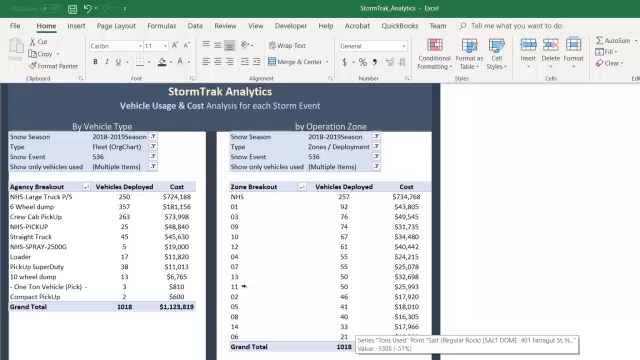 StormTrak_Analytics - Excel
File Home Insert Page Layout Formulas Data Review View Developer Acrobat QuickBooks Team Tell me what you want to do
Cut
Copy
Format Painter
Paste
Clipboard
Calibri 11
B I U
Font
Wrap Text
Merge & Center
Alignment
General
$ % ,
Number
Conditional Formatting
Format as Table
Cell Styles
Styles
Insert Delete Format
Cells
AutoSum
Fill
Clear
StormTrak Analytics
Vehicle Usage & Cost Analysis for each Storm Event
By Vehicle Type
Snow Season 2018-2019Season
Type Fleet (OrgChart)
Snow Event 536
Show only vehicles used (Multiple Items)
Agency Breakout Vehicles Deployed Cost
NHS-Large Truck P/S 250 $724,188
6 Wheel dump 357 $181,156
Crew Cab PickUp 263 $73,998
NHS-PICKUP 25 $48,840
Straight Truck 45 $45,630
NHS-SPRAY-2500G 5 $19,000
Loader 17 $11,820
PickUp SuperDuty 38 $11,013
10 wheel dump 13 $6,765
- One Ton Vehicle (Pick) - 3 $810
Compact PickUp 2 $600
Grand Total 1018 $1,123,819
by Operation Zone
Snow Season 2018-2019Season
Type Zones / Deployment
Snow Event 536
Show only vehicles used (Multiple Items)
Zone Breakout Vehicles Deployed Cost
NHS 257 $734,768
01 92 $43,805
03 76 $49,545
09 74 $31,735
10 67 $34,480
12 61 $40,442
04 55 $24,215
07 55 $25,078
13 50 $32,698
11 50 $25,993
02 46 $17,920
05 41 $18,010
08 40 $16,305
14 33 $17,966
06 21
Grand Total 1018
Series "Tons Used" Point "Salt (Regular Rock) (SALT DOME 401 Farragut St, N..."
Value: -5305 (-51%)